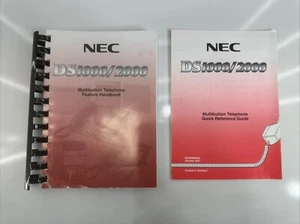 NEC
DS1000/2000
Multibutton Telephone
Feature Handbook
NEC
DS1000/2000
Multibutton Telephone
Quick Reference Guide